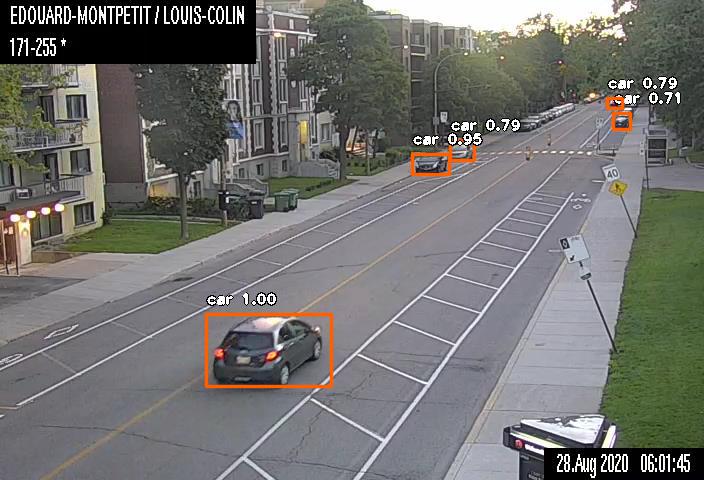 EDOUARD-MONTPETIT / LOUIS-COLIN
171-255 *
car 0.79
car 0.71
car 0.79
car 0.95
40
car 1.00
28.Aug 2020 06:01:45